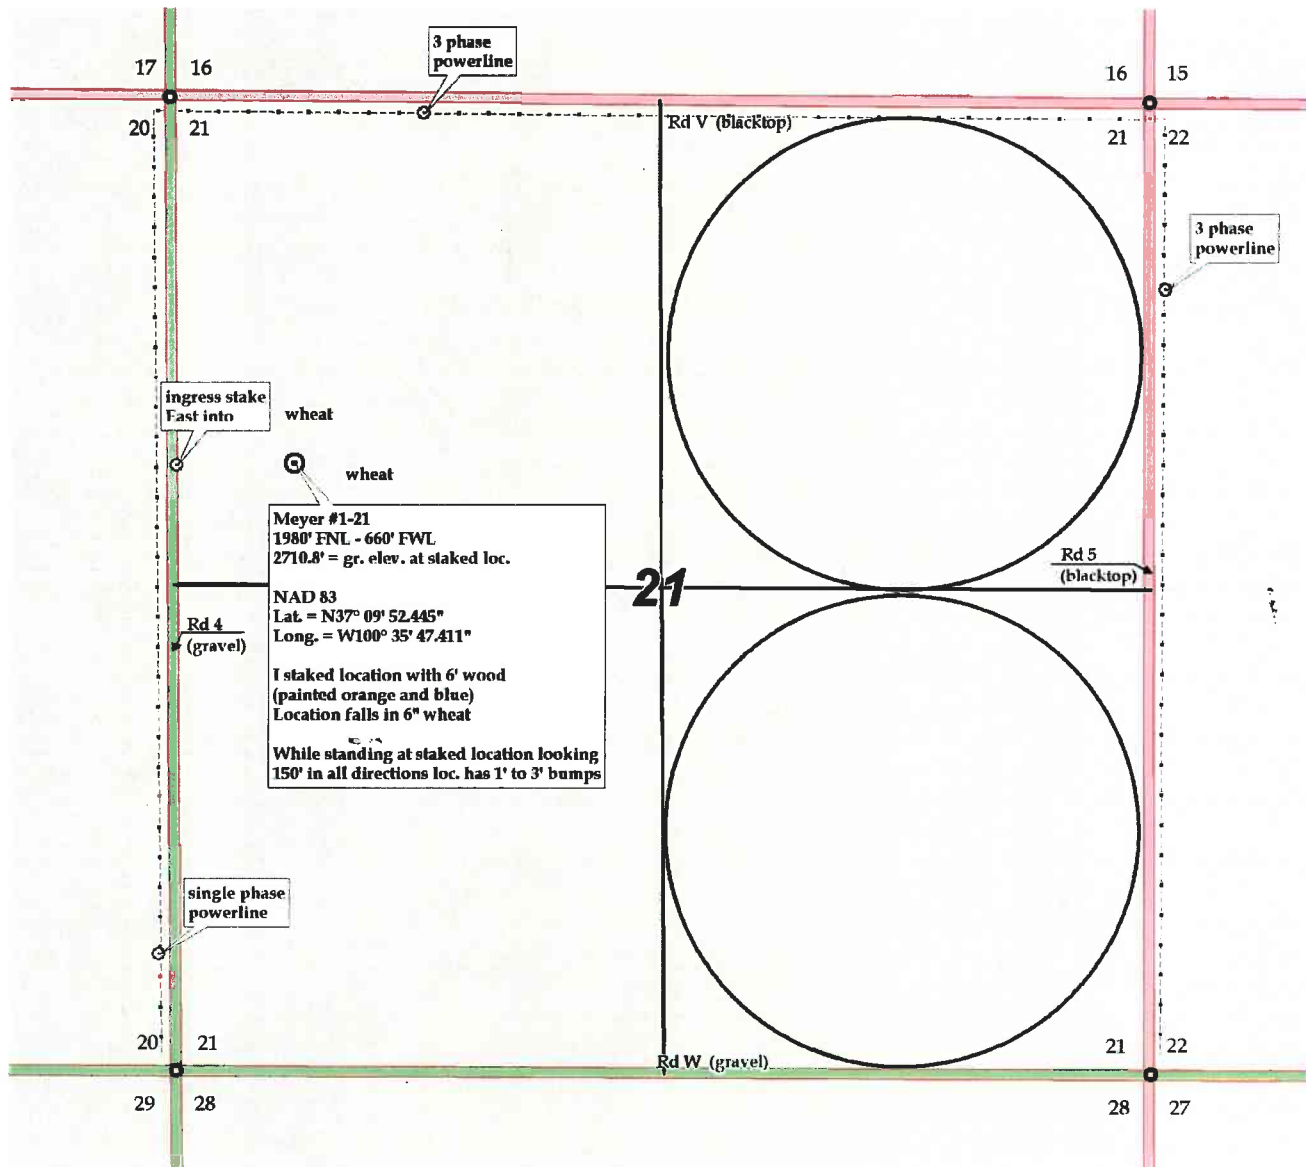 3 phase
powerline
17 16
16 15
20 21
Rd V (blacktop)
21 22
3 phase
powerline
ingress stake
East into
wheat
wheat
Meyer #1-21
1980' FNL - 660' FWL
2710.8' = gr. elev. at staked loc.
NAD 83
Lat. = N37° 09' 52.445"
Long. = W100° 35' 47.411"
I staked location with 6' wood
(painted orange and blue)
Location falls in 6" wheat
While standing at staked location looking
150' in all directions loc. has 1' to 3' bumps
21
Rd 5
(blacktop)
Rd 4
(gravel)
single phase
powerline
20 21
Rd W (gravel)
21 22
29 28
28 27